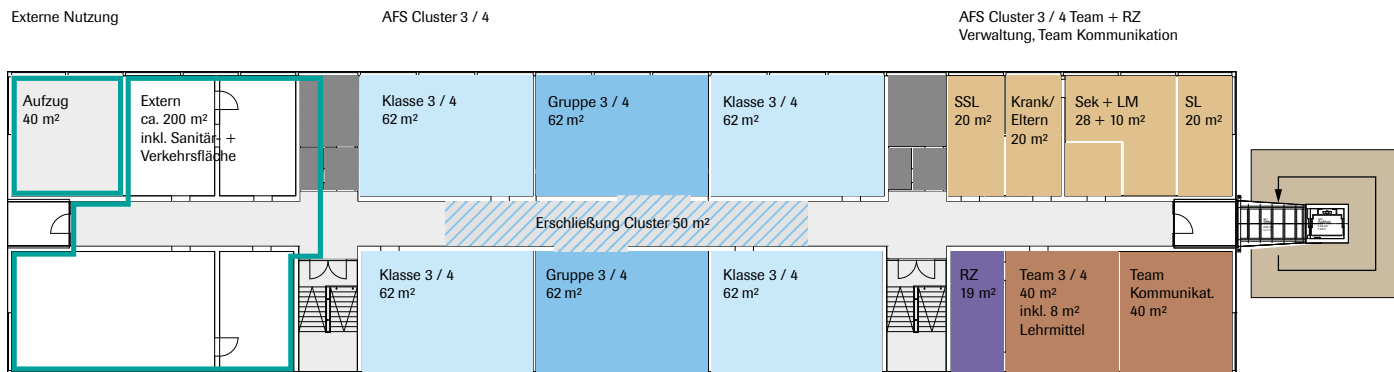 Externe Nutzung
AFS Cluster 3 / 4
AFS Cluster 3 / 4 Team + RZ
Verwaltung, Team Kommunikation
Aufzug
40 m²
Extern
ca. 200 m²
inkl. Sanitär- +
Verkehrsfläche
Klasse 3 / 4
62 m²
Gruppe 3 / 4
62 m²
Klasse 3 / 4
62 m²
SSL
20 m²
Krank/
Eltern
20 m²
Sek + LM
28 + 10 m²
SL
20 m²
Erschließung Cluster 50 m²
Klasse 3 / 4
62 m²
Gruppe 3 / 4
62 m²
Klasse 3 / 4
62 m²
RZ
19 m²
Team 3 / 4
40 m²
inkl. 8 m²
Lehrmittel
Team
Kommunikat.
40 m²